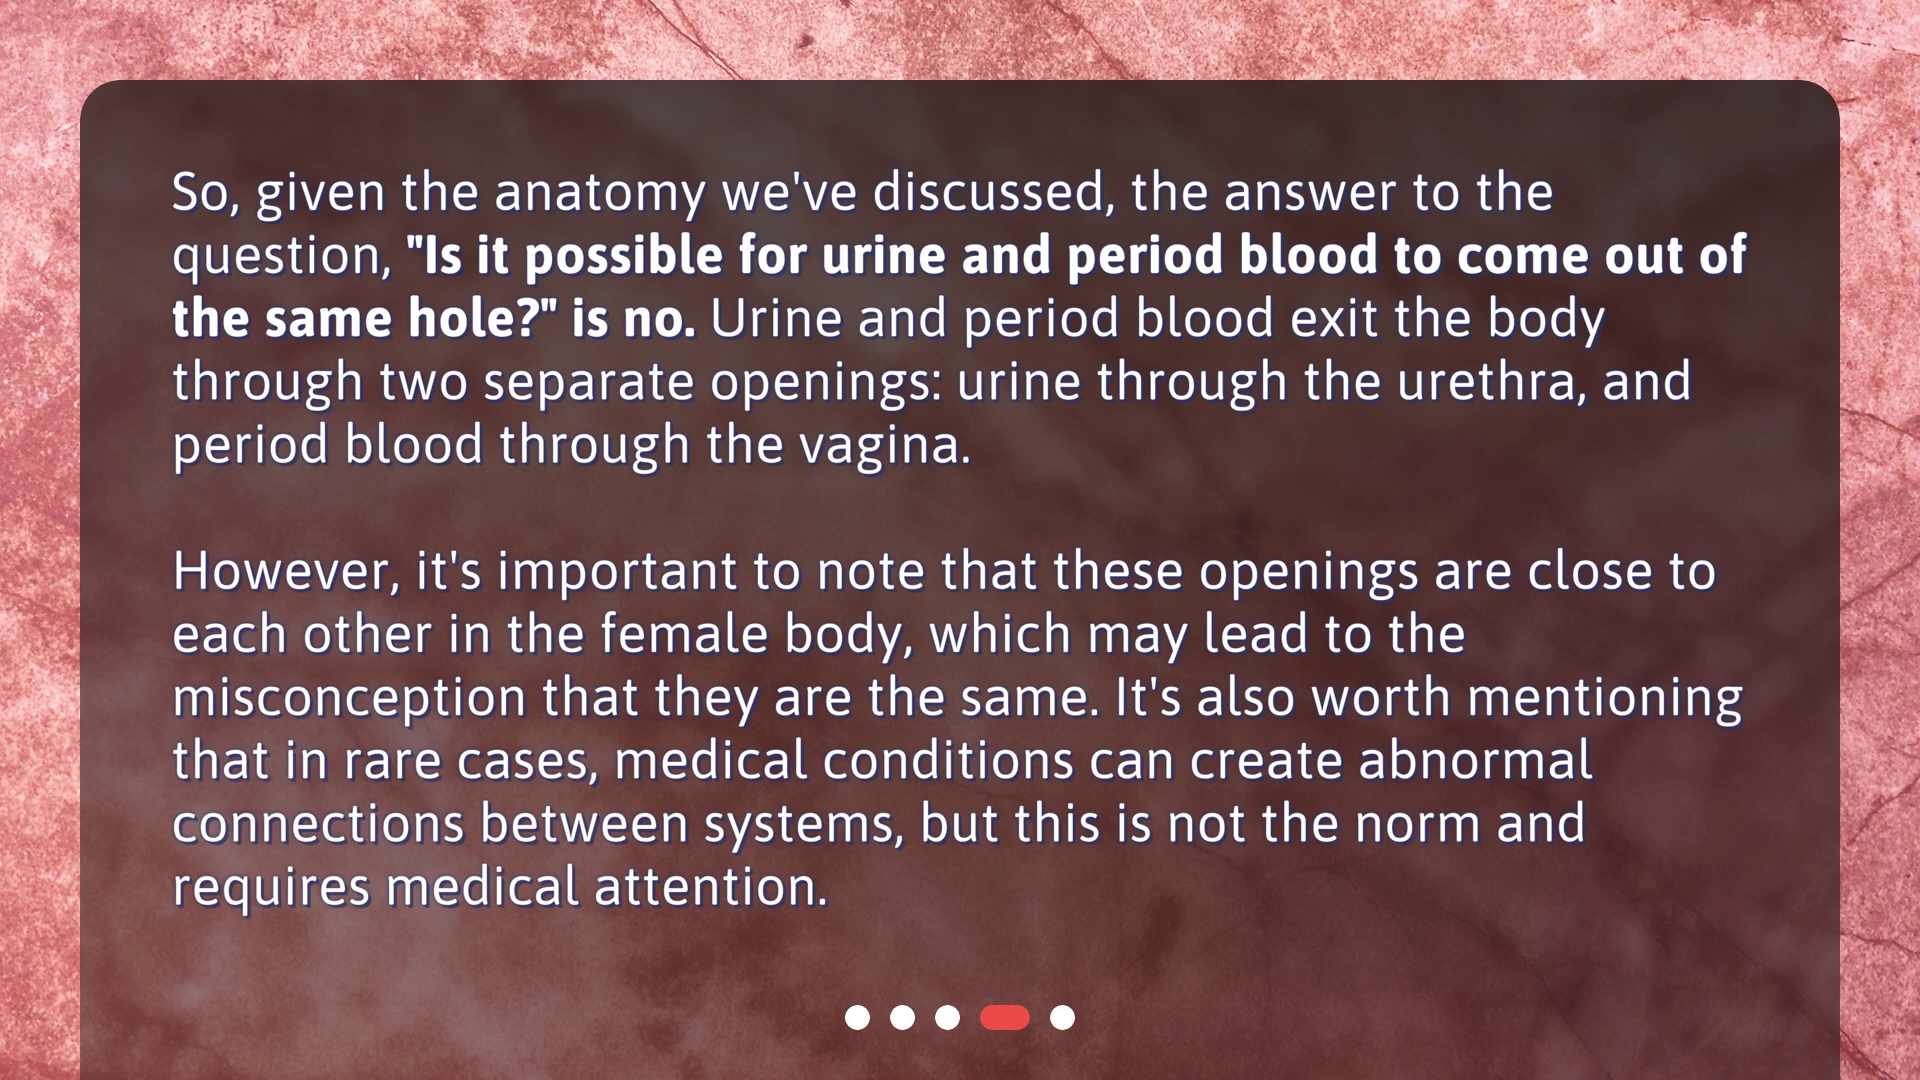 So, given the anatomy we've discussed, the answer to the
question, "Is it possible for urine and period blood to come out of
the same hole?" is no. Urine and period blood exit the body
through two separate openings: urine through the urethra, and
period blood through the vagina.
However, it's important to note that these openings are close to
each other in the female body, which may lead to the
misconception that they are the same. It's also worth mentioning
that in rare cases, medical conditions can create abnormal
connections between systems, but this is not the norm and
requires medical attention.